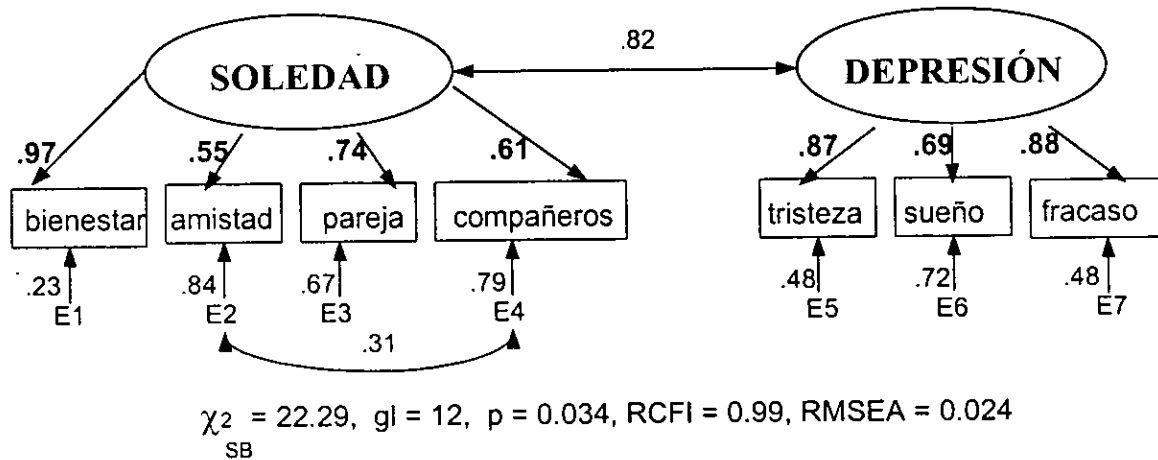 .82
SOLEDAD DEPRESIÓN
.97 .55 .74 .61 .87 .69 .88
bienestar amistad pareja compañeros tristeza sueño fracaso
.23 .84 .67 .79 .48 .72 .48
E1 E2 E3 E4 E5 E6 E7
.31
χ2 = 22.29, gl = 12, p = 0.034, RCFI = 0.99, RMSEA = 0.024
SB